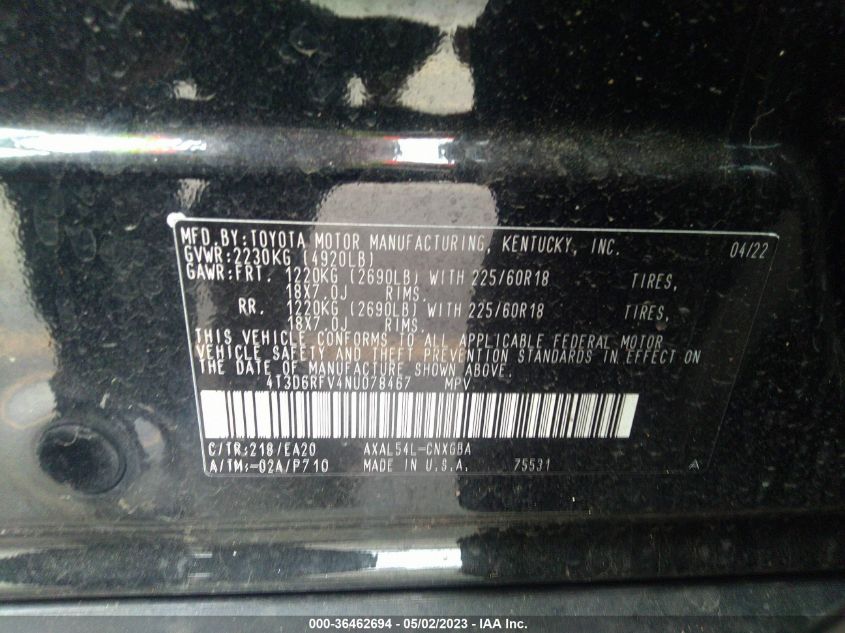 MFD.BY:TOYOTA MOTOR MANUFACTURING, KENTUCKY, INC. 04/22
GVWR:2230KG (4920LB)
GAWR:FRT. 1220KG (2690LB) WITH 225/60R18 TIRES,
18X7.0J RIMS.
RR. 1220KG (2690LB) WITH 225/60R18 TIRES,
18X7.0J RIMS.
THIS VEHICLE CONFORMS TO ALL APPLICABLE FEDERAL MOTOR
VEHICLE SAFETY AND THEFT PREVENTION STANDARDS IN EFFECT ON
THE DATE OF MANUFACTURE SHOWN ABOVE.
4T3D6RFV4NU078467 MPV
C/TR:218/EA20 AXAL54L-CNXGBA
A/TM:-02A/P710 MADE IN U.S.A. 75531 A
000-36462694 - 05/02/2023 - IAA Inc.